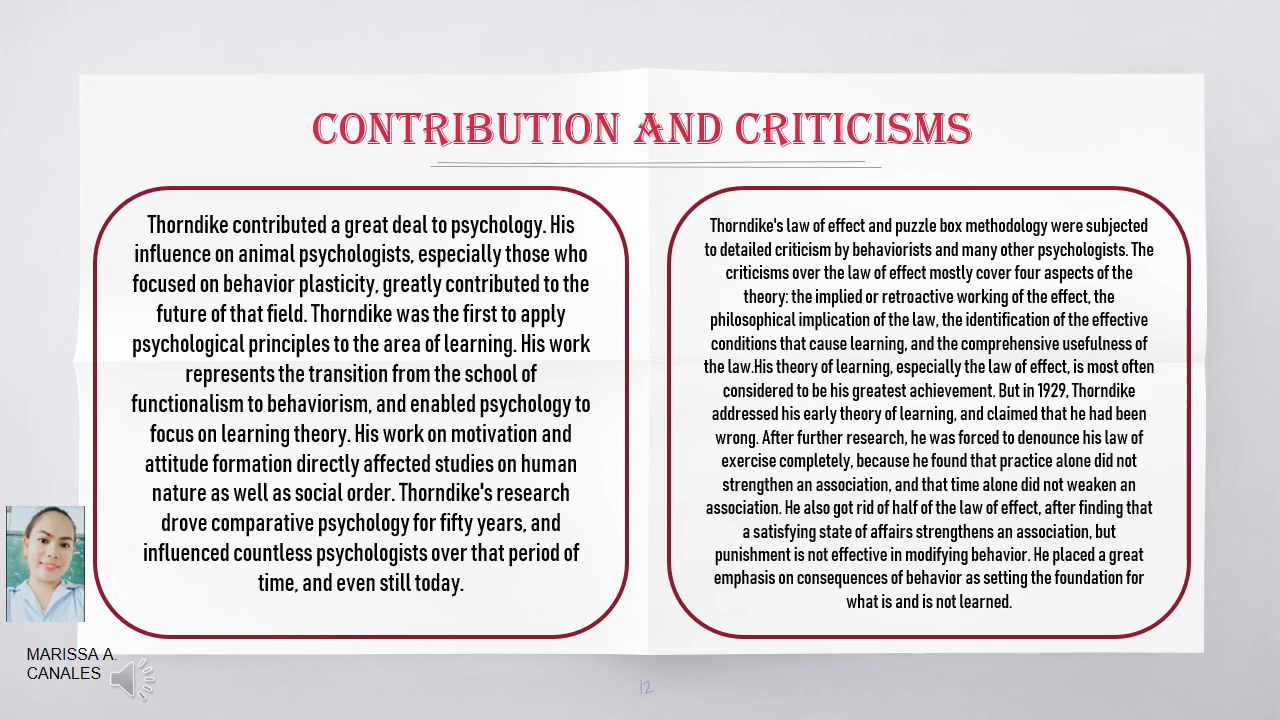 CONTRIBUTION AND CRITICISMS
Thorndike contributed a great deal to psychology. His
influence on animal psychologists, especially those who
focused on behavior plasticity, greatly contributed to the
future of that field. Thorndike was the first to apply
psychological principles to the area of learning. His work
represents the transition from the school of
functionalism to behaviorism, and enabled psychology to
focus on learning theory. His work on motivation and
attitude formation directly affected studies on human
nature as well as social order. Thorndike's research
drove comparative psychology for fifty years, and
influenced countless psychologists over that period of
time, and even still today.
Thorndike's law of effect and puzzle box methodology were subjected
to detailed criticism by behaviorists and many other psychologists. The
criticisms over the law of effect mostly cover four aspects of the
theory: the implied or retroactive working of the effect, the
philosophical implication of the law, the identification of the effective
conditions that cause learning, and the comprehensive usefulness of
the law.His theory of learning, especially the law of effect, is most often
considered to be his greatest achievement. But in 1929, Thorndike
addressed his early theory of learning, and claimed that he had been
wrong. After further research, he was forced to denounce his law of
exercise completely, because he found that practice alone did not
strengthen an association, and that time alone did not weaken an
association. He also got rid of half of the law of effect, after finding that
a satisfying state of affairs strengthens an association, but
punishment is not effective in modifying behavior. He placed a great
emphasis on consequences of behavior as setting the foundation for
what is and is not learned.
MARISSA A.
CANALES
12